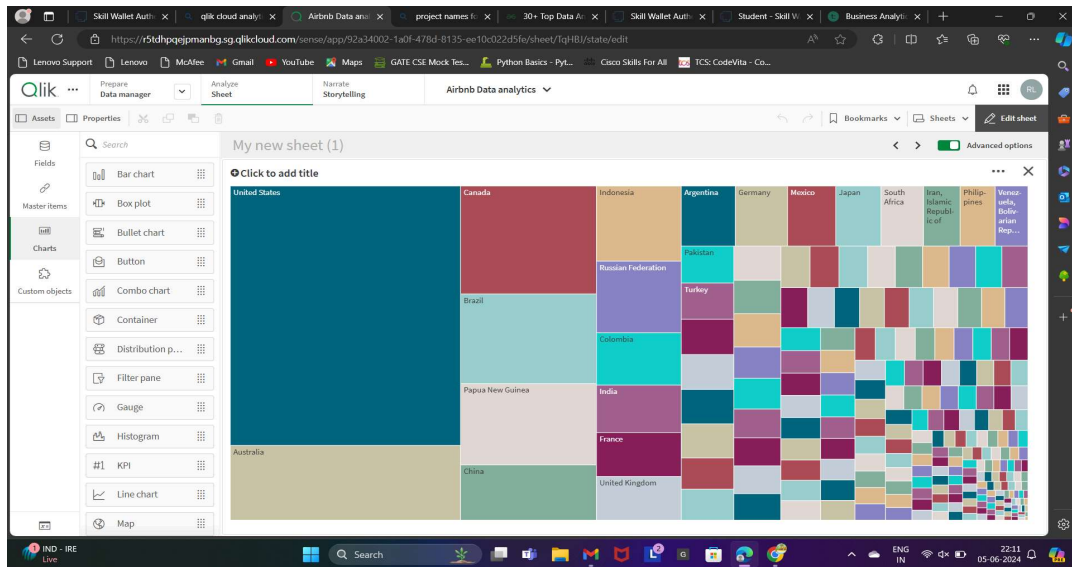 Skill Wallet Auth
qlik cloud analyti
Airbnb Data anal
project names fo
30+ Top Data An
Skill Wallet Auth
Student - Skill W
Business Analytic
https://r5tdhpqejpmanbg.sg.qlikcloud.com/sense/app/92a34002-1a0f-478d-8135-ee10c022d5fe/sheet/TqHBJ/state/edit
Lenovo Support
Lenovo
McAfee
Gmail
YouTube
Maps
GATE CSE Mock Tes...
Python Basics - Pyt...
Cisco Skills For All
TCS: CodeVita - Co...
Qlik
Prepare
Data manager
Analyze
Sheet
Narrate
Storytelling
Airbnb Data analytics
RL
Assets
Properties
Bookmarks
Sheets
Edit sheet
Fields
Master items
Charts
Custom objects
Search
Bar chart
Box plot
Bullet chart
Button
Combo chart
Container
Distribution p...
Filter pane
Gauge
Histogram
#1 KPI
Line chart
Map
My new sheet (1)
Advanced options
Click to add title
United States
Australia
Canada
Brazil
Papua New Guinea
China
Indonesia
Russian Federation
Colombia
India
France
United Kingdom
Argentina
Pakistan
Turkey
Germany
Mexico
Japan
South
Africa
Iran,
Islamic
Republ-
ic of
Philip-
pines
Venez-
uela,
Boliv-
arian
Rep...
1
IND - IRE
Live
Search
ENG
IN
22:11
05-06-2024